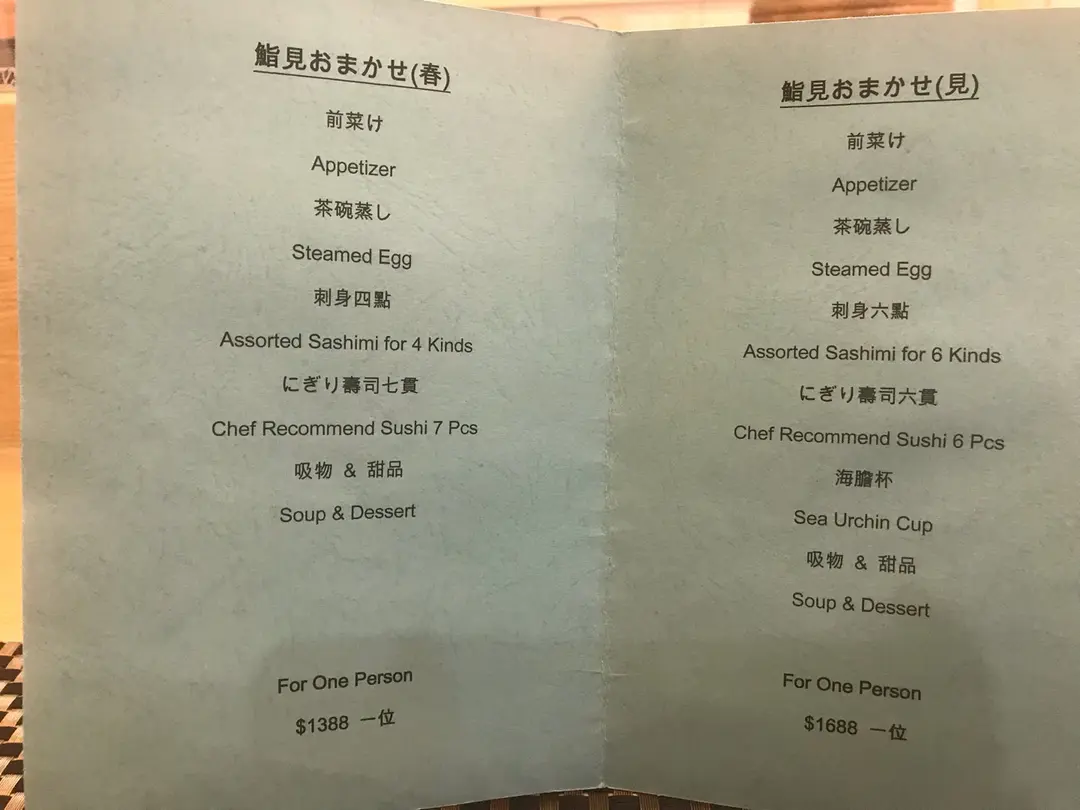 鮨見おまかせ(春)
前菜け
Appetizer
茶碗蒸し
Steamed Egg
刺身四點
Assorted Sashimi for 4 Kinds
にぎり壽司七貫
Chef Recommend Sushi 7 Pcs
吸物 & 甜品
Soup & Dessert
For One Person
$1388 一位
鮨見おまかせ(見)
前菜け
Appetizer
茶碗蒸し
Steamed Egg
刺身六點
Assorted Sashimi for 6 Kinds
にぎり壽司六貫
Chef Recommend Sushi 6 Pcs
海膽杯
Sea Urchin Cup
吸物 & 甜品
Soup & Dessert
For One Person
$1688 一位